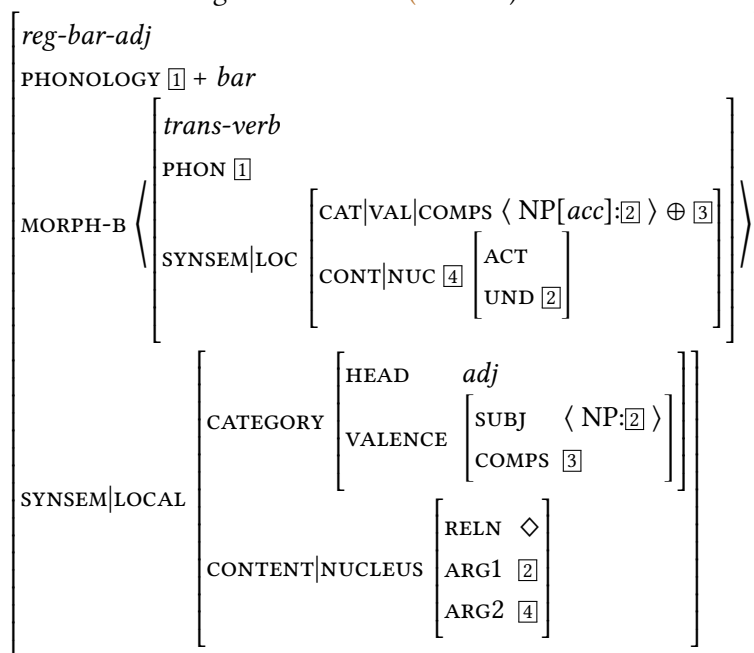 reg-bar-adj
PHONOLOGY 1 + bar
trans-verb
PHON 1
MORPH-B ⟨ SYNSEM|LOC CAT|VAL|COMPS ⟨ NP[acc]:2 ⟩ ⊕ 3 ⟩
CONT|NUC 4 ACT
UND 2
SYNSEM|LOCAL CATEGORY HEAD adj
VALENCE SUBJ ⟨ NP:2 ⟩
COMPS 3
CONTENT|NUCLEUS RELN ◇
ARG1 2
ARG2 4